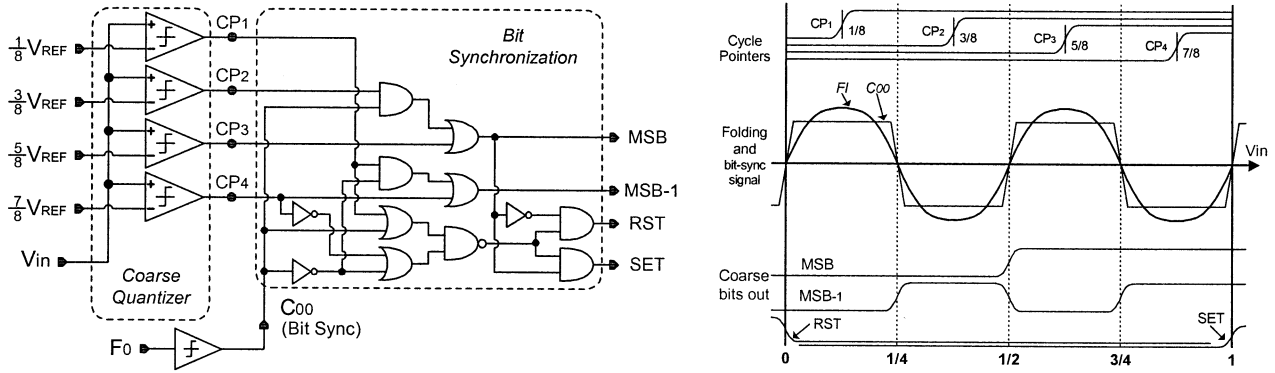 CP1
CP2
CP3
CP4
1/8 VREF
3/8 VREF
5/8 VREF
7/8 VREF
Vin
Coarse
Quantizer
Bit
Synchronization
MSB
MSB-1
RST
SET
C00
(Bit Sync)
F0
Cycle
Pointers
CP1
1/8
CP2
3/8
CP3
5/8
CP4
7/8
FI
C00
Folding
and
bit-sync
signal
Vin
Coarse
bits out
MSB
MSB-1
RST
SET
0
1/4
1/2
3/4
1